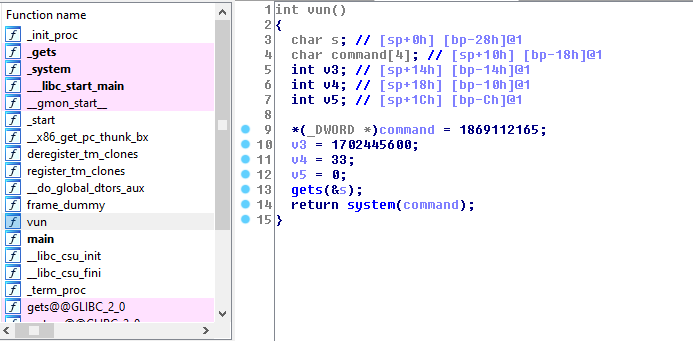 Function name
f _init_proc
f _gets
f _system
f ___libc_start_main
f __gmon_start__
f _start
f __x86_get_pc_thunk_bx
f deregister_tm_clones
f register_tm_clones
f __do_global_dtors_aux
f frame_dummy
f vun
f main
f __libc_csu_init
f __libc_csu_fini
f _term_proc
f gets@@GLIBC_2_0
1 int vun()
2 {
3 char s; // [sp+0h] [bp-28h]@1
4 char command[4]; // [sp+10h] [bp-18h]@1
5 int v3; // [sp+14h] [bp-14h]@1
6 int v4; // [sp+18h] [bp-10h]@1
7 int v5; // [sp+1Ch] [bp-Ch]@1
8
9 *(_DWORD *)command = 1869112165;
10 v3 = 1702445600;
11 v4 = 33;
12 v5 = 0;
13 gets(&s);
14 return system(command);
15 }